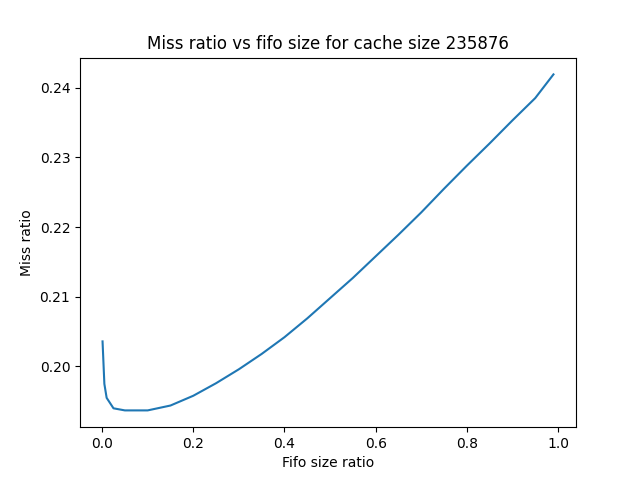 Miss ratio vs fifo size for cache size 235876
0.24
0.23
0.22
0.21
0.20
Miss ratio
0.0 0.2 0.4 0.6 0.8 1.0
Fifo size ratio